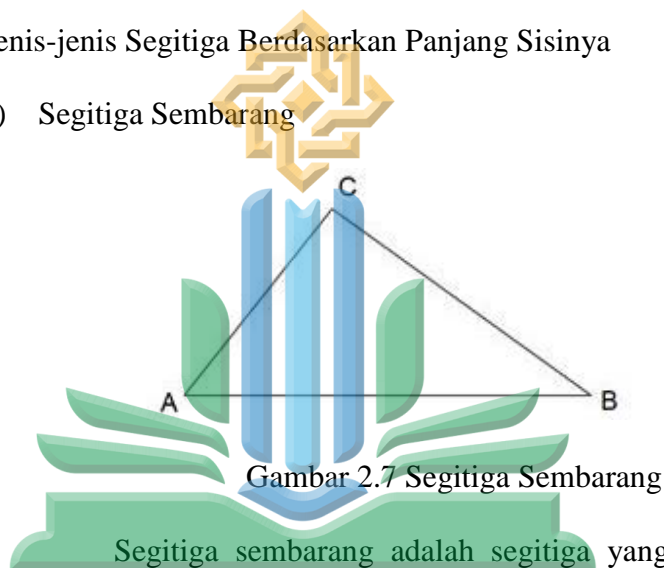 enis-jenis Segitiga Berdasarkan Panjang Sisinya
) Segitiga Sembarang
C
A
B
Gambar 2.7 Segitiga Sembarang
Segitiga sembarang adalah segitiga yang